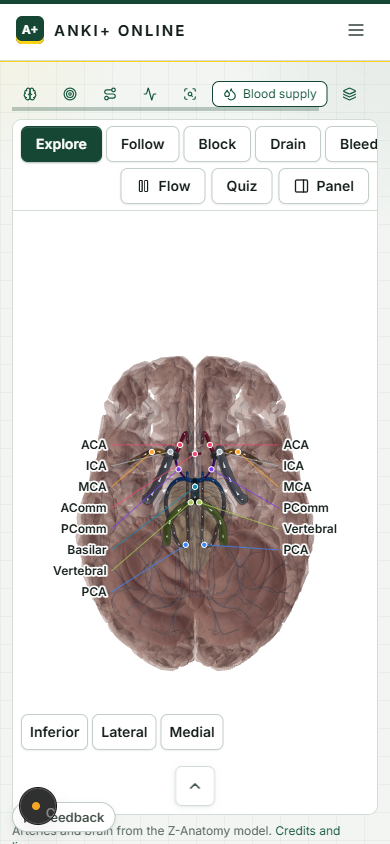 A+ ANKI+ ONLINE
Blood supply
Explore Follow Block Drain Bleed
Flow Quiz Panel
ACA ACA
ICA ICA
MCA MCA
AComm PComm
PComm Vertebral
Basilar PCA
Vertebral
PCA
Inferior Lateral Medial
Feedback
Arteries and brain from the Z-Anatomy model. Credits and